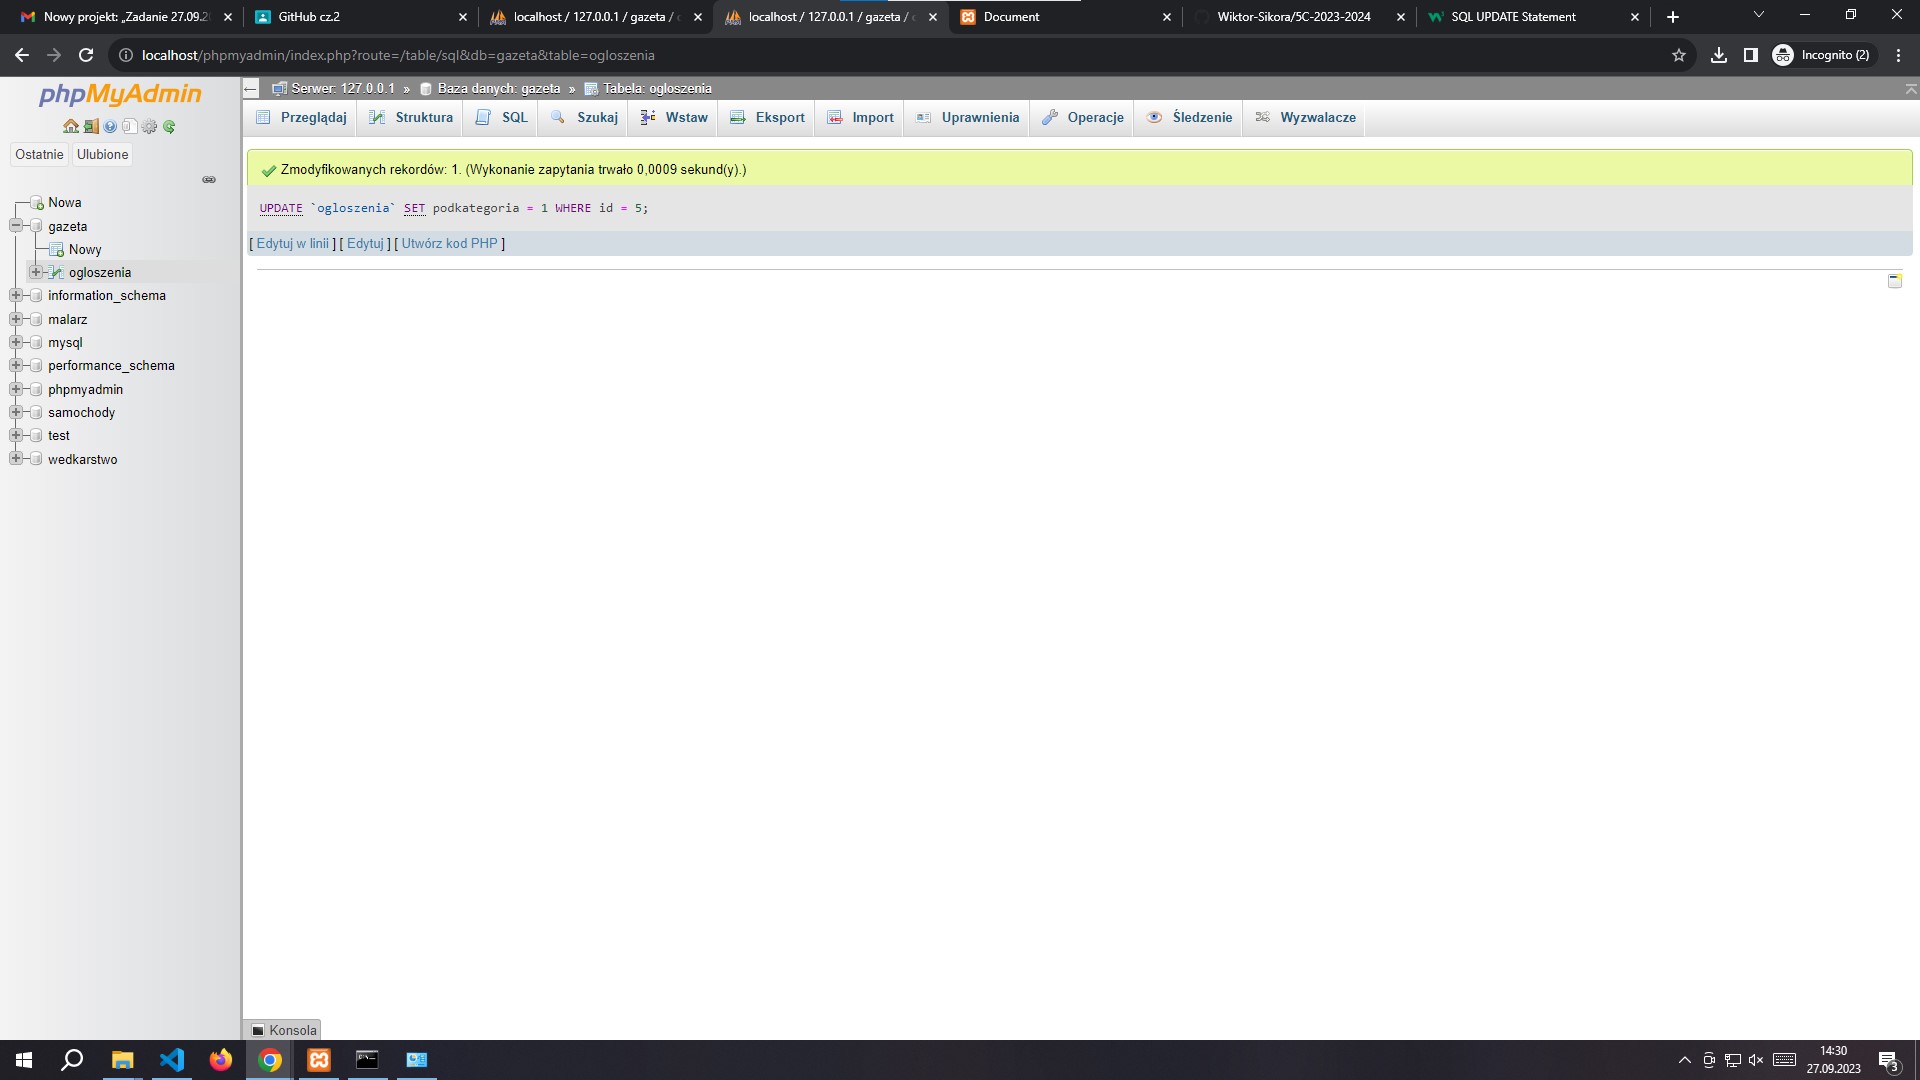 Nowy projekt: „Zadanie 27.09.2
GitHub cz.2
localhost / 127.0.0.1 / gazeta /
localhost / 127.0.0.1 / gazeta /
Document
Wiktor-Sikora/5C-2023-2024
SQL UPDATE Statement
localhost/phpmyadmin/index.php?route=/table/sql&db=gazeta&table=ogloszenia
Incognito (2)
phpMyAdmin
Serwer: 127.0.0.1 » Baza danych: gazeta » Tabela: ogloszenia
Przeglądaj Struktura SQL Szukaj Wstaw Eksport Import Uprawnienia Operacje Śledzenie Wyzwalacze
Ostatnie Ulubione
Nowa
gazeta
Nowy
ogloszenia
information_schema
malarz
mysql
performance_schema
phpmyadmin
samochody
test
wedkarstwo
Zmodyfikowanych rekordów: 1. (Wykonanie zapytania trwało 0,0009 sekund(y).)
UPDATE `ogloszenia` SET podkategoria = 1 WHERE id = 5;
[ Edytuj w linii ] [ Edytuj ] [ Utwórz kod PHP ]
Konsola
14:30
27.09.2023
3